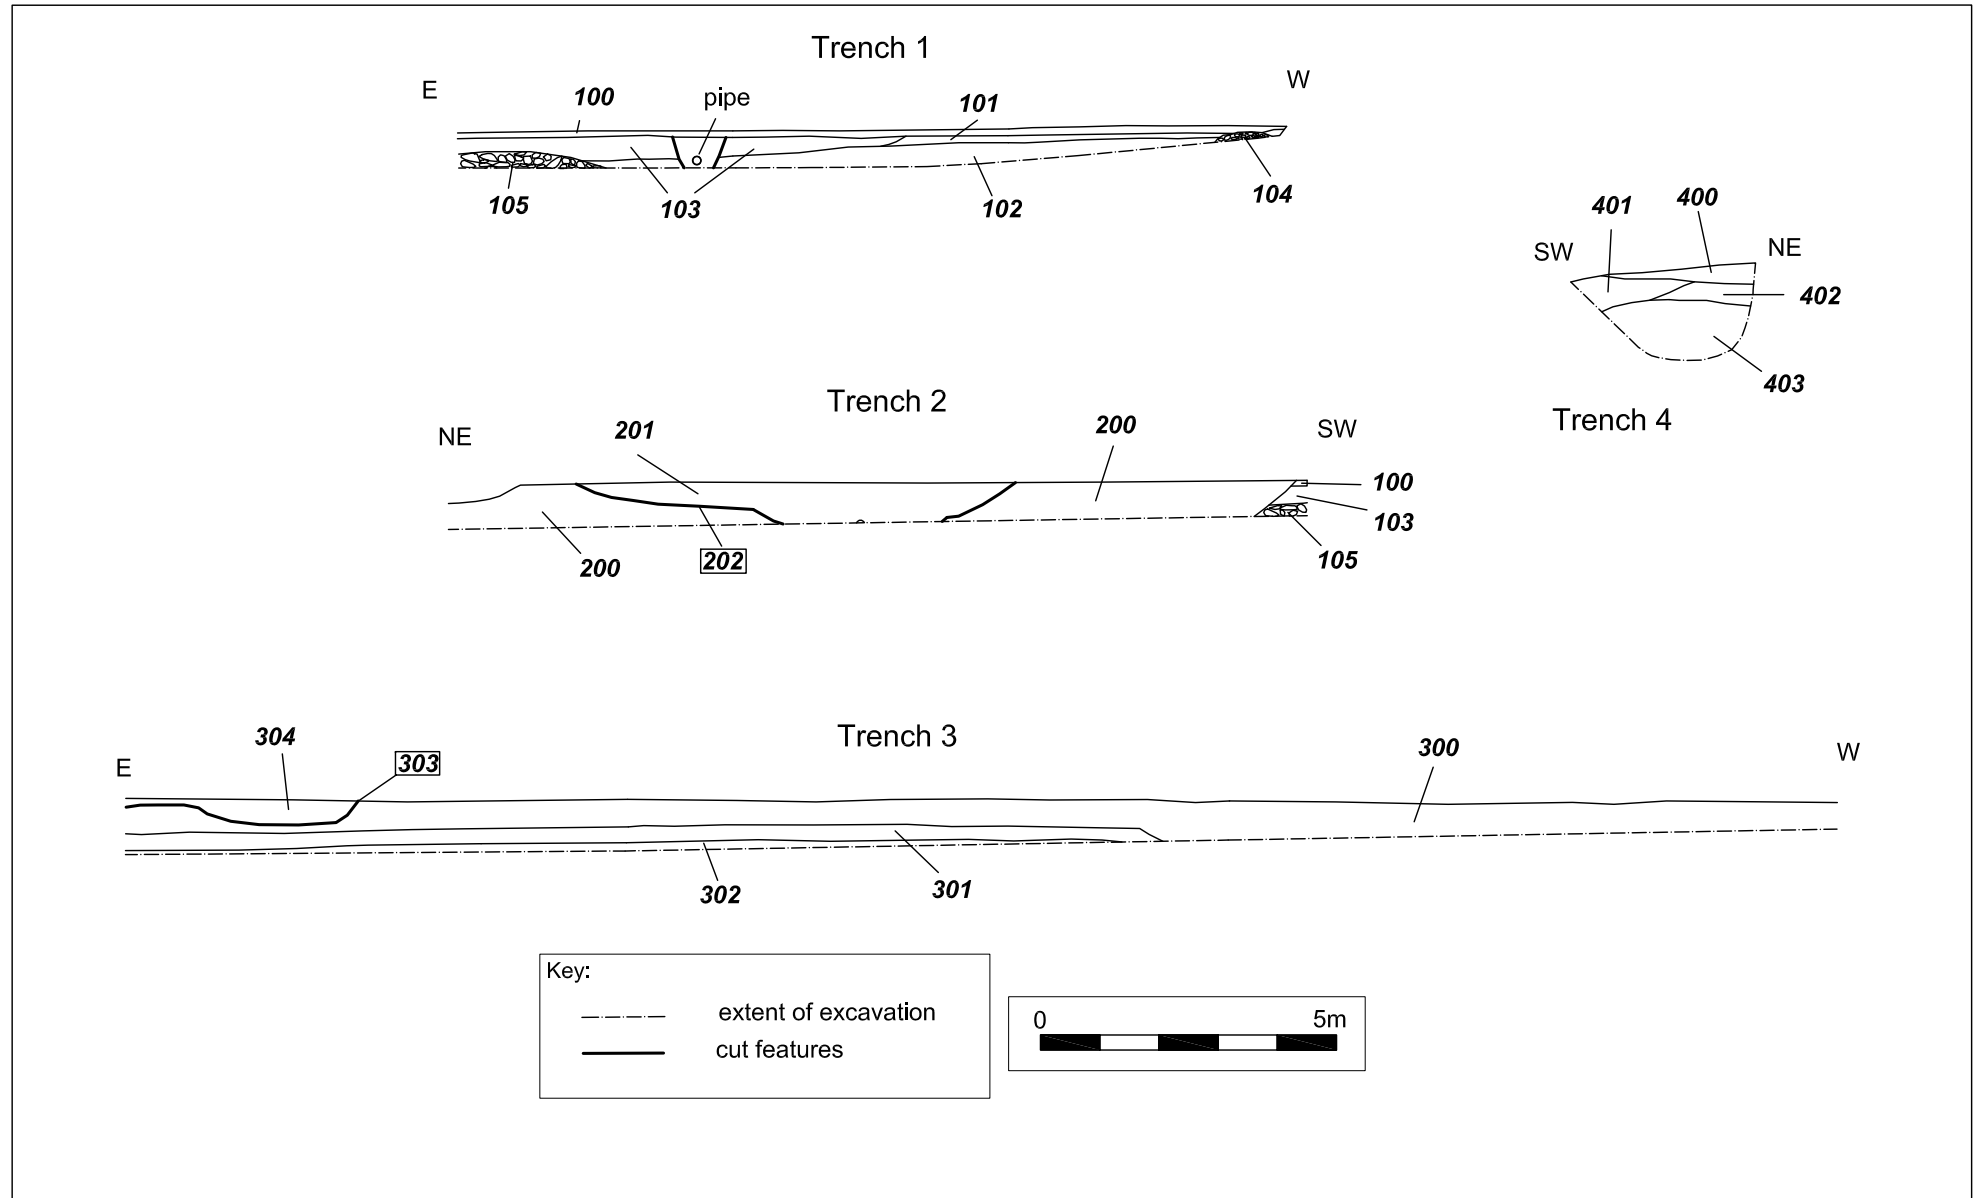 Trench 1
E
W
100
pipe
101
105
103
102
104
401
400
SW
NE
402
403
Trench 4
Trench 2
NE
SW
201
200
100
103
105
200
202
Trench 3
E
W
304
303
300
302
301
Key:
extent of excavation
cut features
0 5m